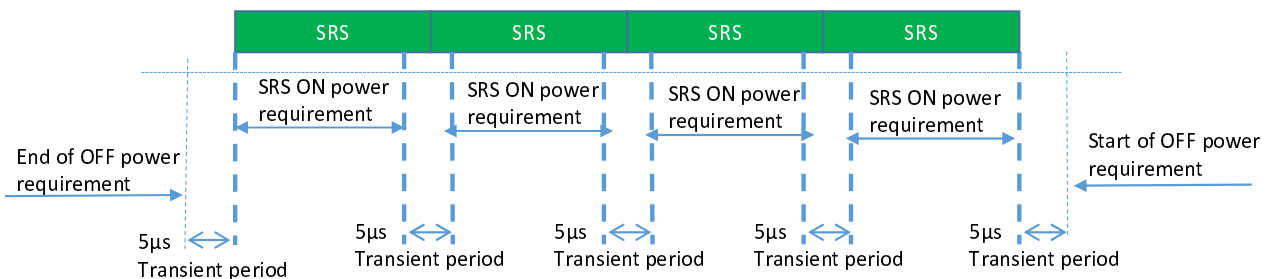 SRS SRS SRS SRS
SRS ON power
requirement
SRS ON power
requirement
SRS ON power
requirement
SRS ON power
requirement
End of OFF power
requirement
Start of OFF power
requirement
5µs
Transient period
5µs
Transient period
5µs
Transient period
5µs
Transient period
5µs
Transient period